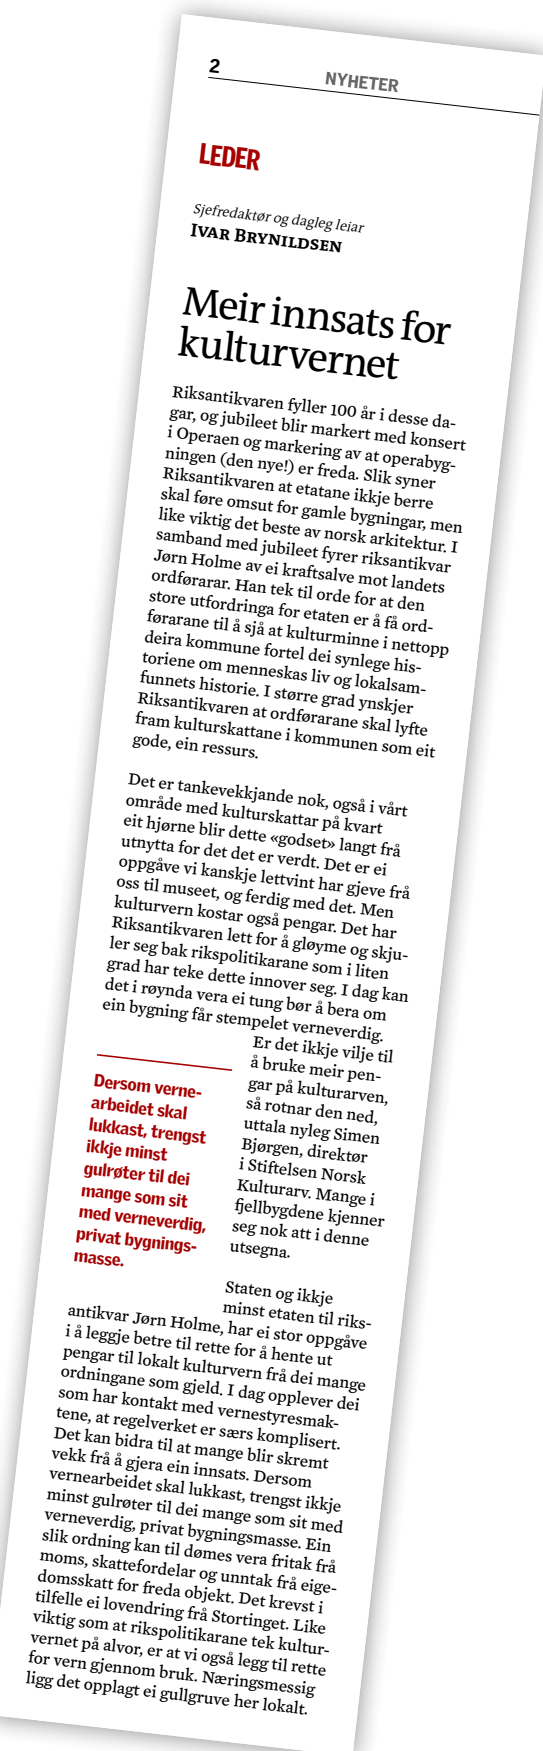 2
NYHETER
LEDER
Sjefredaktør og dagleg leiar
IVAR BRYNILDSEN
Meir innsats for
kulturvernet
Riksantikvaren fyller 100 år i desse da-
gar, og jubileet blir markert med konsert
i Operaen og markering av at operabyg-
ningen (den nye!) er freda. Slik syner
Riksantikvaren at etatane ikkje berre
skal føre omsut for gamle bygningar, men
like viktig det beste av norsk arkitektur. I
samband med jubileet fyrer riksantikvar
Jørn Holme av ei kraftsalve mot landets
ordførarar. Han tek til orde for at den
store utfordringa for etaten er å få ord-
førarane til å sjå at kulturminne i nettopp
deira kommune fortel dei synlege his-
toriene om menneskas liv og lokalsam-
funnets historie. I større grad ynskjer
Riksantikvaren at ordførarane skal lyfte
fram kulturskattane i kommunen som eit
gode, ein ressurs.
Det er tankevekkjande nok, også i vårt
område med kulturskattar på kvart
eit hjørne blir dette «godset» langt frå
utnytta for det det er verdt. Det er ei
oppgåve vi kanskje lettvint har gjeve frå
oss til museet, og ferdig med det. Men
kulturvern kostar også pengar. Det har
Riksantikvaren lett for å gløyme og skju-
ler seg bak rikspolitikarane som i liten
grad har teke dette innover seg. I dag kan
det i røynda vera ei tung bør å bera om
ein bygning får stempelet verneverdig.
Er det ikkje vilje til
å bruke meir pen-
gar på kulturarven,
så rotnar den ned,
uttala nyleg Simen
Bjørgen, direktør
i Stiftelsen Norsk
Kulturarv. Mange i
fjellbygdene kjenner
seg nok att i denne
utsegna.
Dersom verne-
arbeidet skal
lukkast, trengst
ikkje minst
gulrøter til dei
mange som sit
med verneverdig,
privat bygnings-
masse.
Staten og ikkje
minst etaten til riks-
antikvar Jørn Holme, har ei stor oppgåve
i å leggje betre til rette for å hente ut
pengar til lokalt kulturvern frå dei mange
ordningane som gjeld. I dag opplever dei
som har kontakt med vernestyresmak-
tene, at regelverket er særs komplisert.
Det kan bidra til at mange blir skremt
vekk frå å gjera ein innsats. Dersom
vernearbeidet skal lukkast, trengst ikkje
minst gulrøter til dei mange som sit med
verneverdig, privat bygningsmasse. Ein
slik ordning kan til dømes vera fritak frå
moms, skattefordelar og unntak frå eige-
domsskatt for freda objekt. Det krevst i
tilfelle ei lovendring frå Stortinget. Like
viktig som at rikspolitikarane tek kultur-
vernet på alvor, er at vi også legg til rette
for vern gjennom bruk. Næringsmessig
ligg det opplagt ei gullgruve her lokalt.